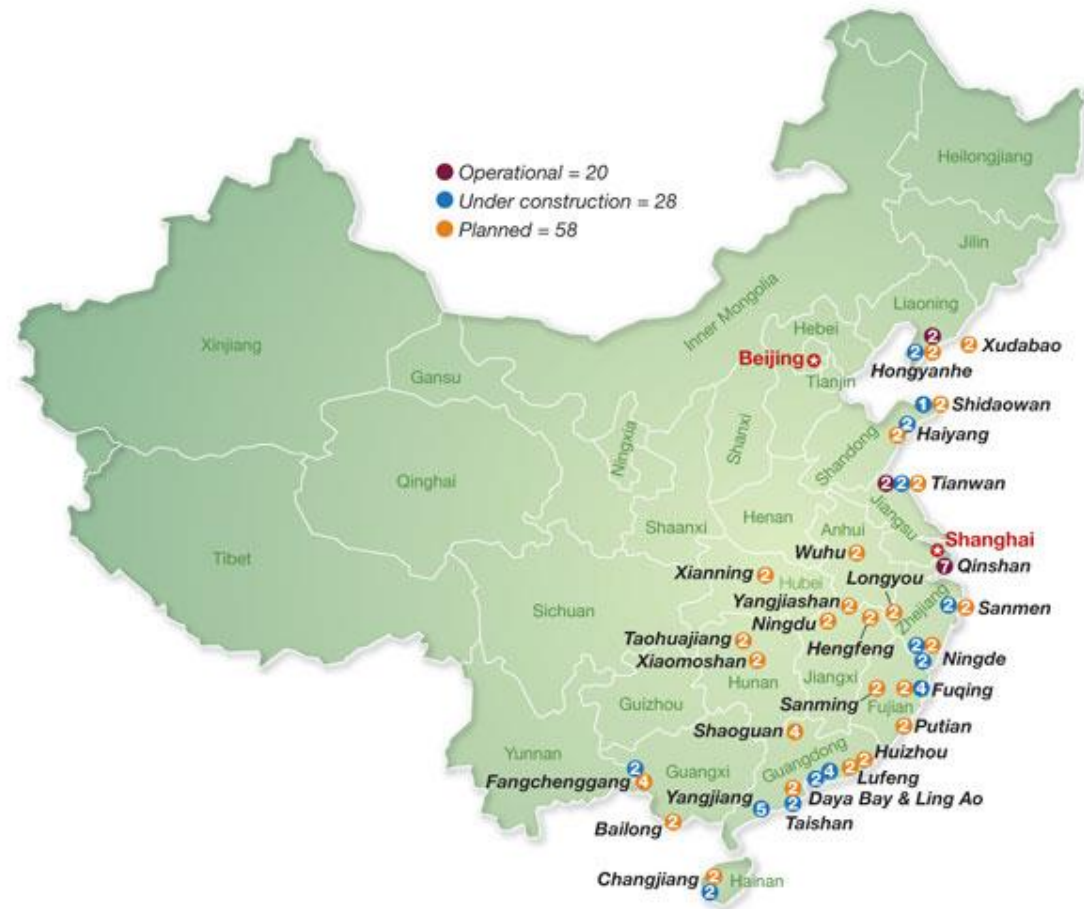 Operational = 20
Under construction = 28
Planned = 58
Heilongjiang
Jilin
Liaoning
Inner Mongolia
Hebei
2
2 2
2 Xudabao
Hongyanhe
Beijing
Tianjin
Xinjiang
Gansu
1 2 Shidaowan
2
2 Haiyang
Shandong
Shanxi
Ningxia
Qinghai
2 2 2 Tianwan
Jiangsu
Shaanxi
Henan
Anhui
Shanghai
Tibet
Wuhu 2
7 Qinshan
Xianning 2
Hubei
Longyou
2
Sichuan
Yangjiashan 2
Zhejiang
2 2 Sanmen
Ningdu 2
2
Hengfeng
Taohuajiang 2
2 2
2 Ningde
Xiaomoshan 2
Hunan
Jiangxi
Sanming
2
2 4 Fuqing
Guizhou
Fujian
Shaoguan 4
2 Putian
Yunnan
Guangdong
2 Huizhou
2 Lufeng
2
Fangchenggang 4
Guangxi
2 4
Daya Bay & Ling Ao
Yangjiang 5
2
2
Taishan
Bailong 2
Changjiang 2
2
Hainan